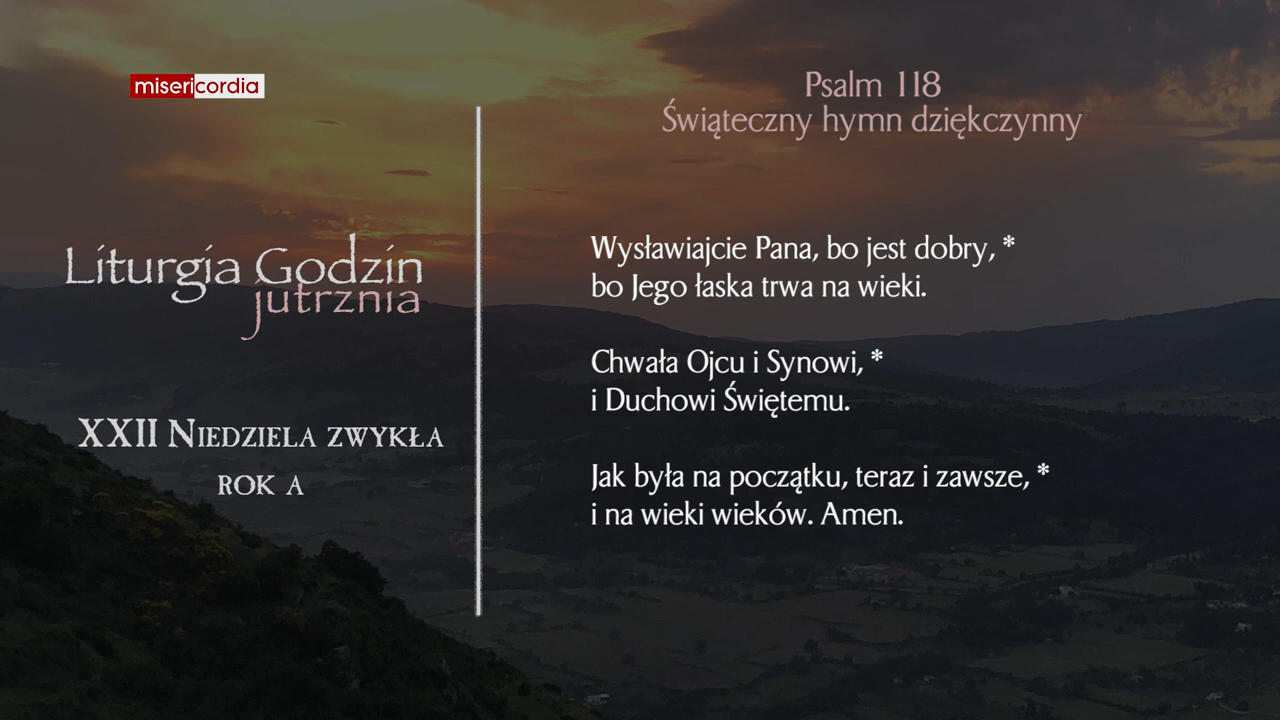 misericordia
Liturgia Godzin
jutrznia
XXII Niedziela zwykła
rok A
Psalm 118
Świąteczny hymn dziękczynny
Wysławiajcie Pana, bo jest dobry, *
bo Jego łaska trwa na wieki.
Chwała Ojcu i Synowi, *
i Duchowi Świętemu.
Jak była na początku, teraz i zawsze, *
i na wieki wieków. Amen.